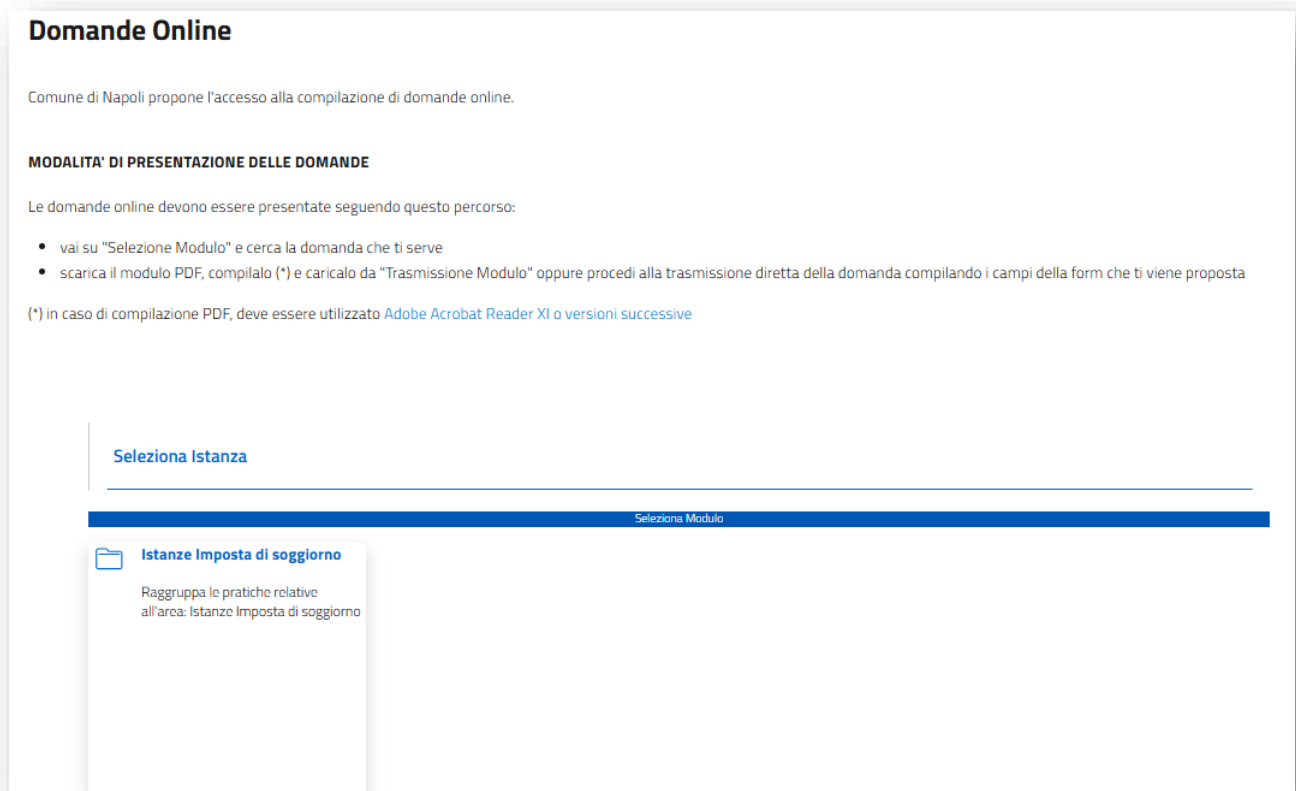 Domande Online
Comune di Napoli propone l'accesso alla compilazione di domande online.
MODALITA' DI PRESENTAZIONE DELLE DOMANDE
Le domande online devono essere presentate seguendo questo percorso:
• vai su "Selezione Modulo" e cerca la domanda che ti serve
• scarica il modulo PDF, compilalo (*) e caricalo da "Trasmissione Modulo" oppure procedi alla trasmissione diretta della domanda compilando i campi della form che ti viene proposta
(*) in caso di compilazione PDF, deve essere utilizzato Adobe Acrobat Reader XI o versioni successive
Seleziona Istanza
Seleziona Modulo
Istanze Imposta di soggiorno
Raggruppa le pratiche relative
all'area: Istanze Imposta di soggiorno